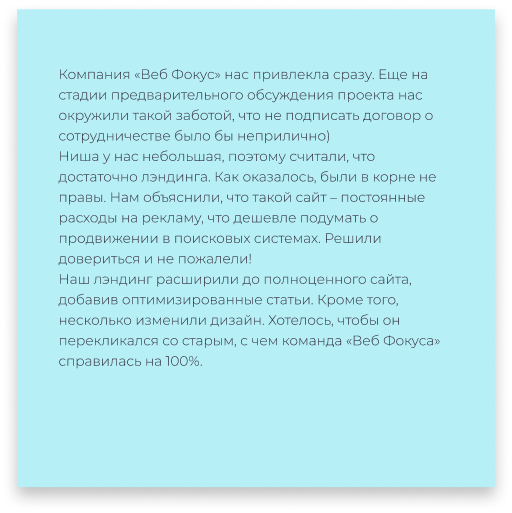 Компания «Веб Фокус» нас привлекла сразу. Еще на
стадии предварительного обсуждения проекта нас
окружили такой заботой, что не подписать договор о
сотрудничестве было бы неприлично)
Ниша у нас небольшая, поэтому считали, что
достаточно лэндинга. Как оказалось, были в корне не
правы. Нам объяснили, что такой сайт – постоянные
расходы на рекламу, что дешевле подумать о
продвижении в поисковых системах. Решили
довериться и не пожалели!
Наш лэндинг расширили до полноценного сайта,
добавив оптимизированные статьи. Кроме того,
несколько изменили дизайн. Хотелось, чтобы он
перекликался со старым, с чем команда «Веб Фокуса»
справилась на 100%.